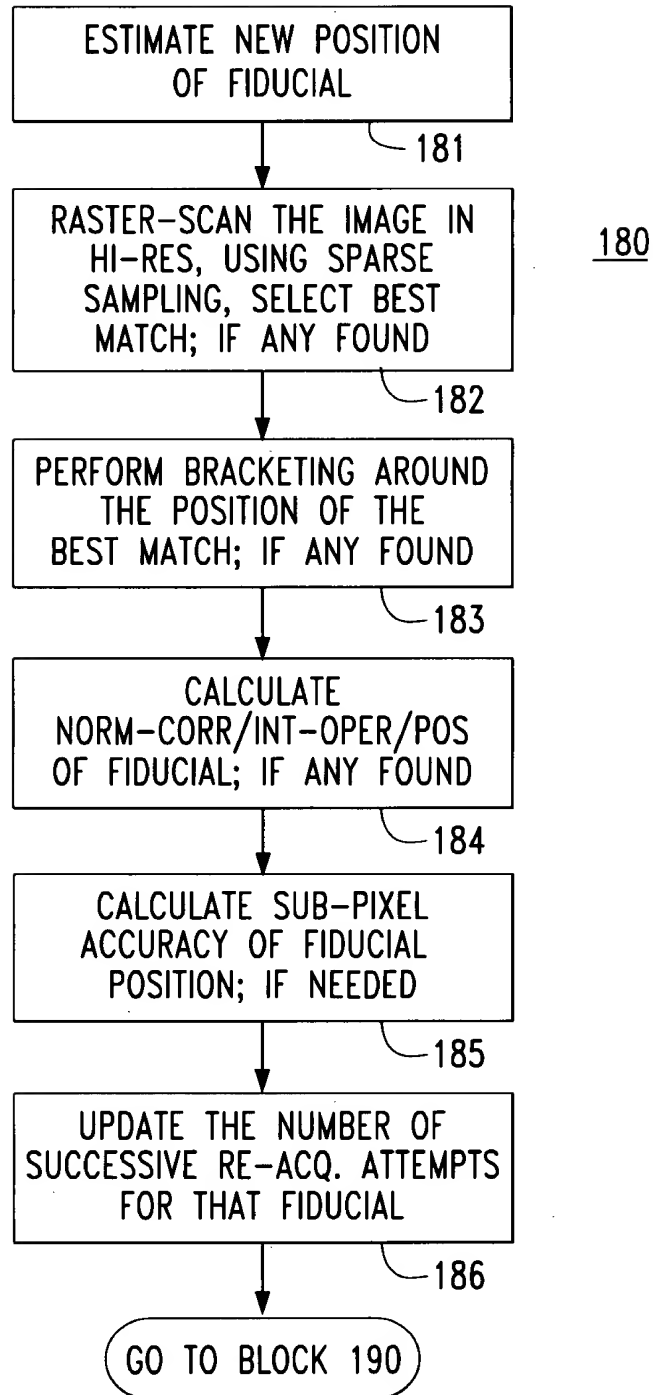 ESTIMATE NEW POSITION
OF FIDUCIAL
181
RASTER-SCAN THE IMAGE IN
HI-RES, USING SPARSE
SAMPLING, SELECT BEST
MATCH; IF ANY FOUND
180
182
PERFORM BRACKETING AROUND
THE POSITION OF THE
BEST MATCH; IF ANY FOUND
183
CALCULATE
NORM-CORR/INT-OPER/POS
OF FIDUCIAL; IF ANY FOUND
184
CALCULATE SUB-PIXEL
ACCURACY OF FIDUCIAL
POSITION; IF NEEDED
185
UPDATE THE NUMBER OF
SUCCESSIVE RE-ACQ. ATTEMPTS
FOR THAT FIDUCIAL
186
GO TO BLOCK 190